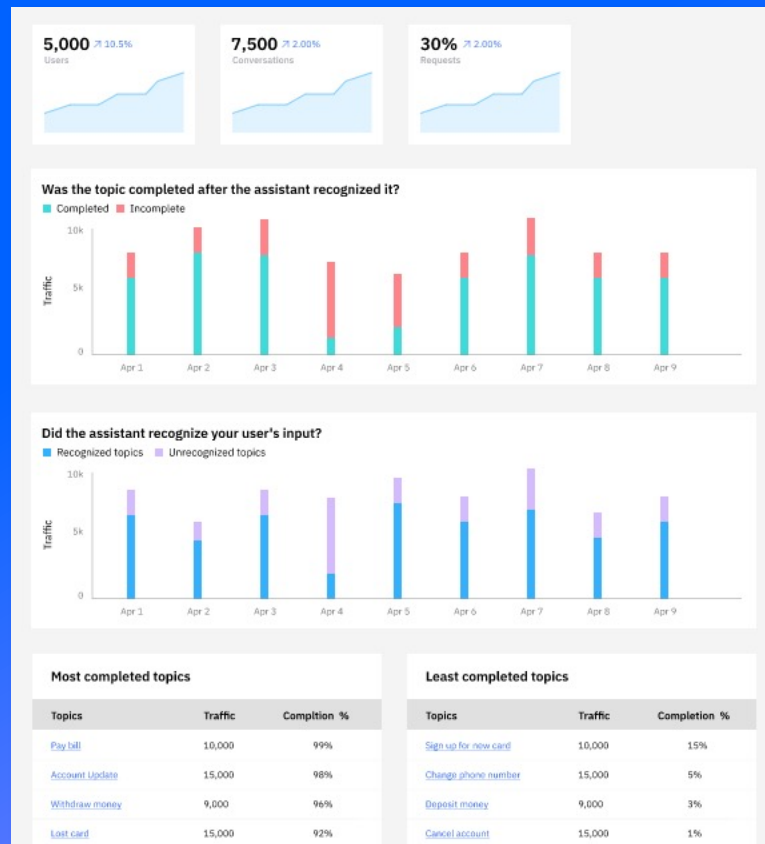 5,000 10.5%
Users
7,500 2.00%
Conversations
30% 2.00%
Requests
Was the topic completed after the assistant recognized it?
Completed Incomplete
10k
5k
0
Traffic
Apr 1 Apr 2 Apr 3 Apr 4 Apr 5 Apr 6 Apr 7 Apr 8 Apr 9
Did the assistant recognize your user's input?
Recognized topics Unrecognized topics
10k
5k
0
Traffic
Apr 1 Apr 2 Apr 3 Apr 4 Apr 5 Apr 6 Apr 7 Apr 8 Apr 9
Most completed topics
Topics Traffic Compltion %
Pay bill 10,000 99%
Account Update 15,000 98%
Withdraw money 9,000 96%
Lost card 15,000 92%
Least completed topics
Topics Traffic Completion %
Sign up for new card 10,000 15%
Change phone number 15,000 5%
Deposit money 9,000 3%
Cancel account 15,000 1%